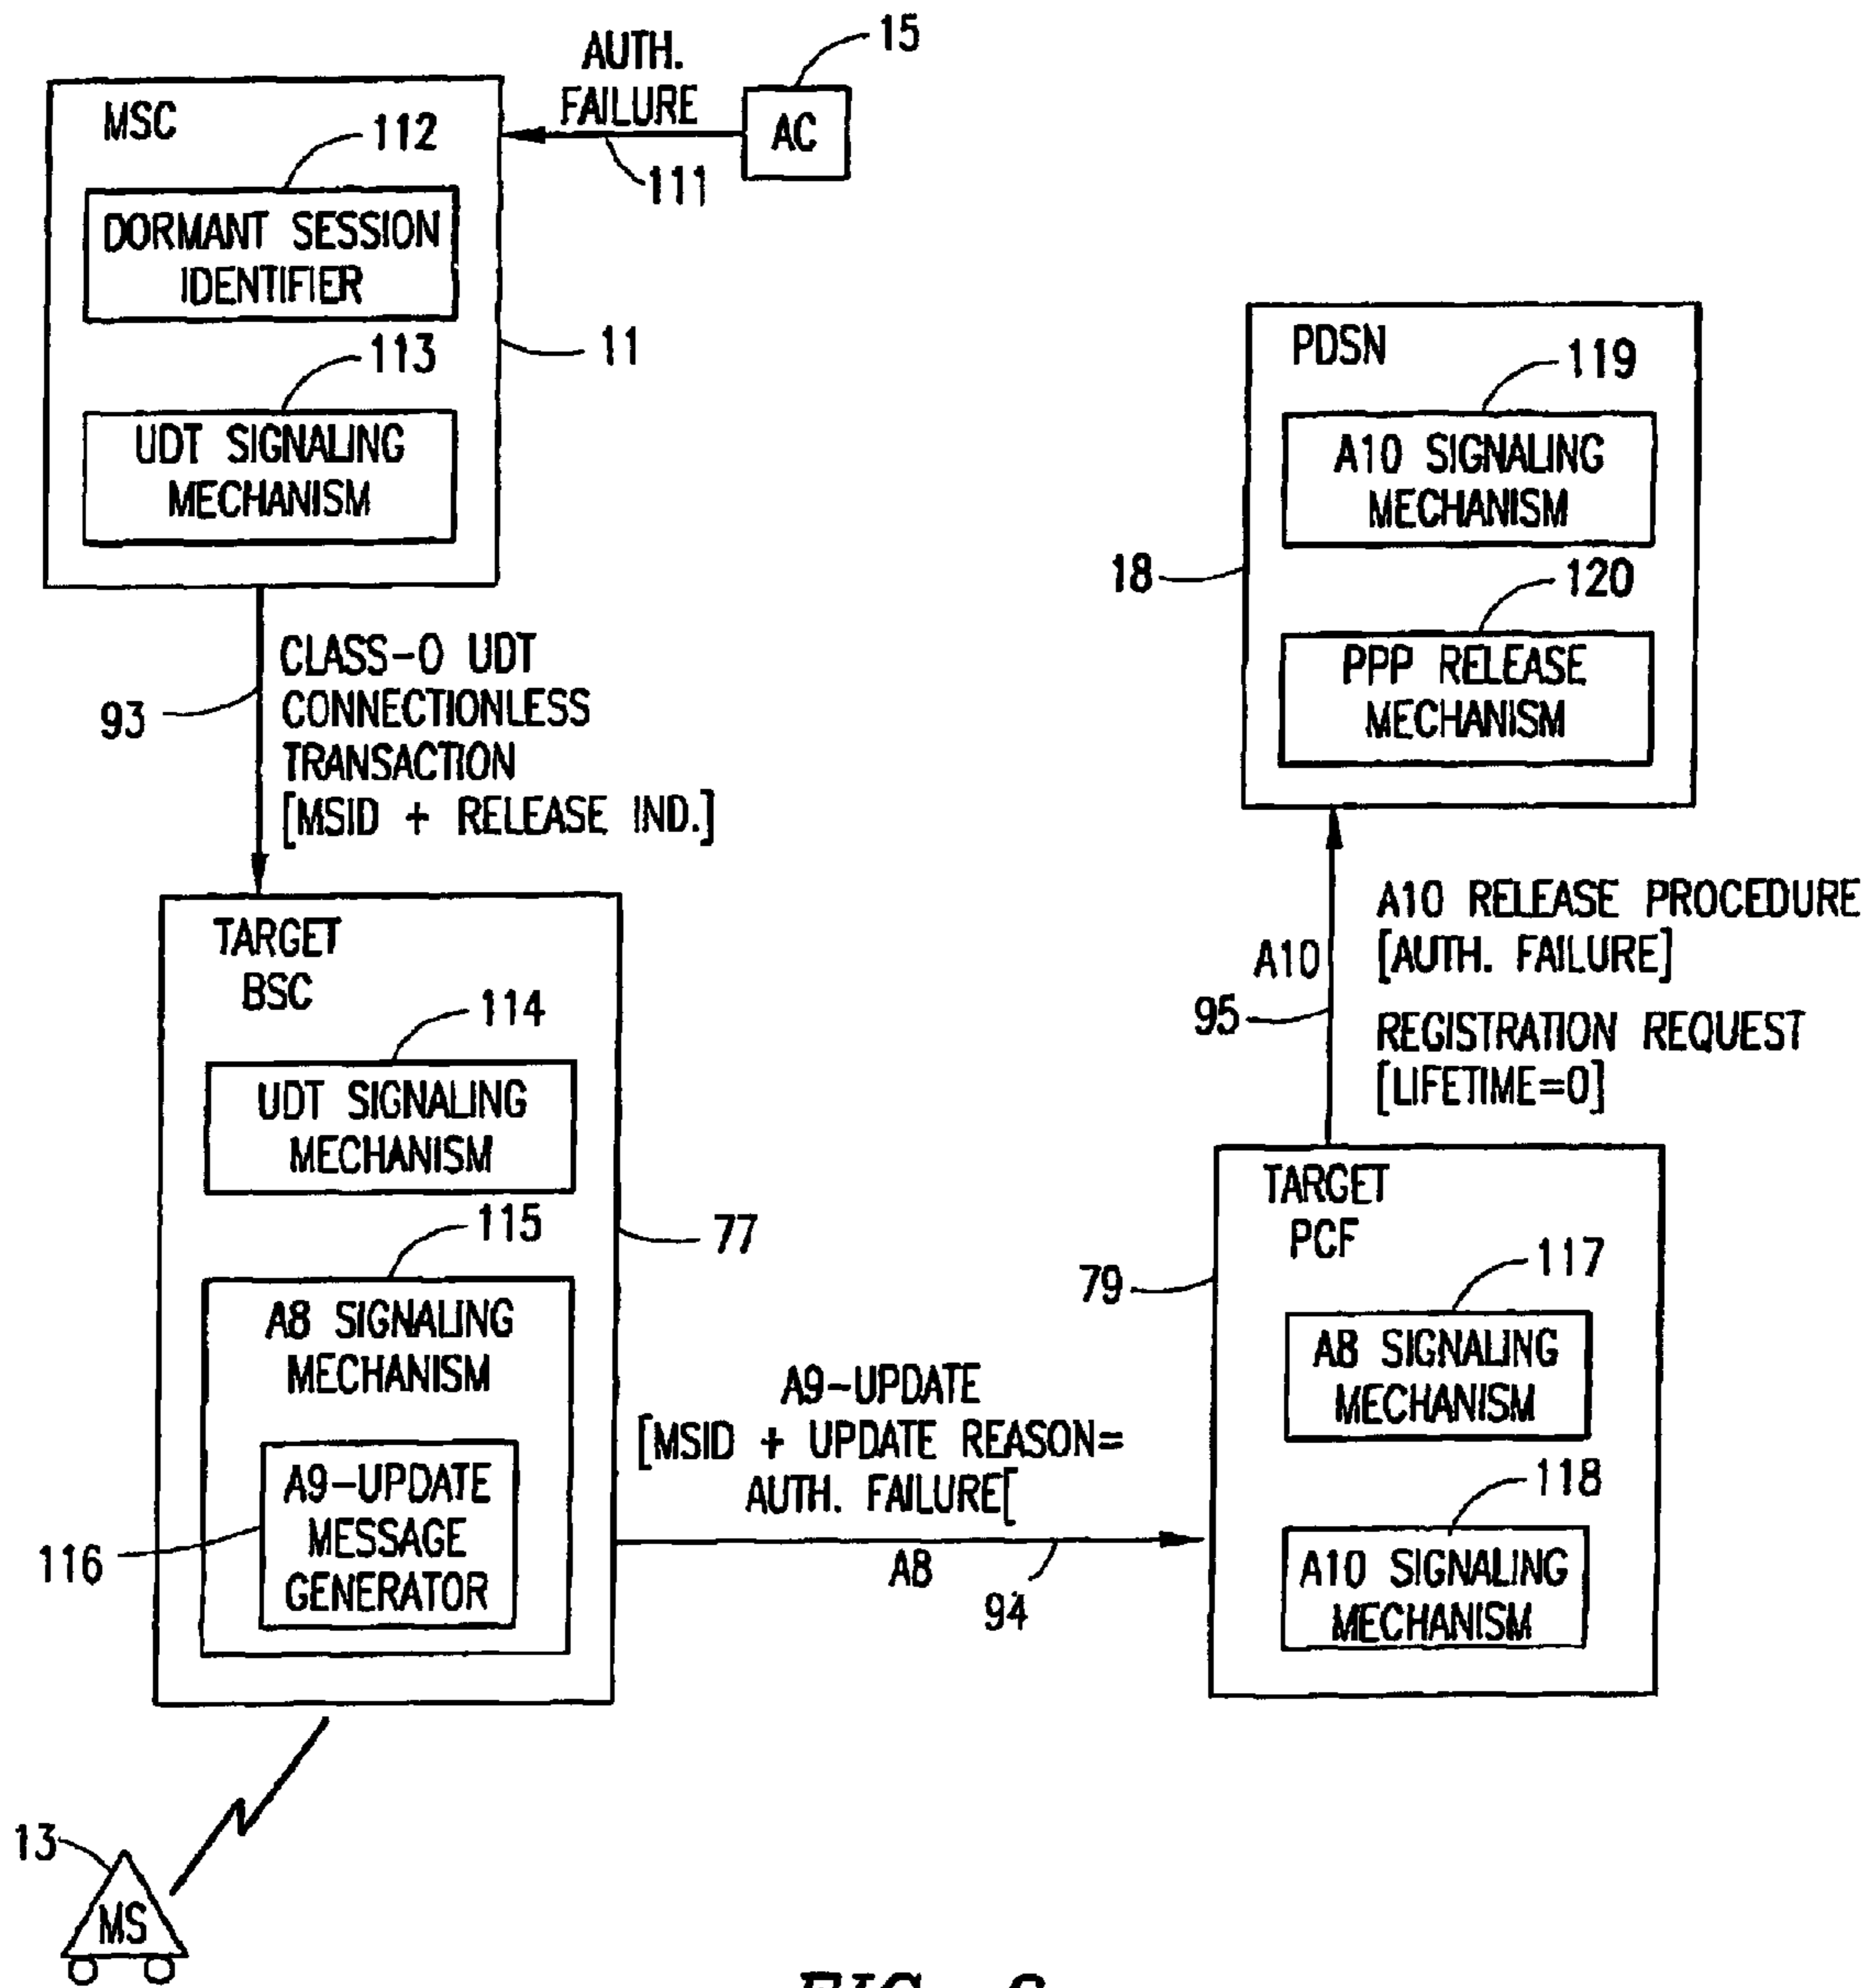 15
AUTH.
FAILURE
AC
111
MSC
112
DORMANT SESSION
IDENTIFIER
11
113
UDT SIGNALING
MECHANISM
93
CLASS-0 UDT
CONNECTIONLESS
TRANSACTION
[MSID + RELEASE IND.]
TARGET
BSC
114
UDT SIGNALING
MECHANISM
115
77
A8 SIGNALING
MECHANISM
A9-UPDATE
MESSAGE
GENERATOR
116
A9-UPDATE
[MSID + UPDATE REASON=
AUTH. FAILURE[
A8
94
PDSN
119
A10 SIGNALING
MECHANISM
18
120
PPP RELEASE
MECHANISM
A10
95
A10 RELEASE PROCEDURE
[AUTH. FAILURE]
REGISTRATION REQUEST
[LIFETIME=0]
TARGET
PCF
79
117
A8 SIGNALING
MECHANISM
118
A10 SIGNALING
MECHANISM
13
MS